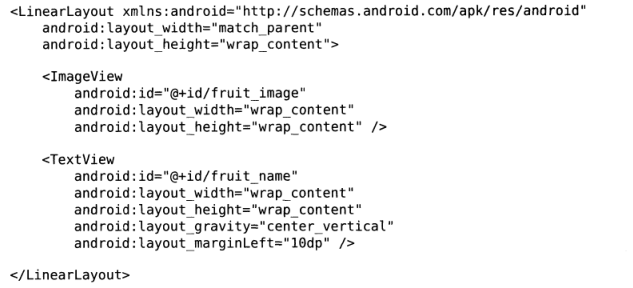 <LinearLayout xmlns:android="http://schemas.android.com/apk/res/android"
    android:layout_width="match_parent"
    android:layout_height="wrap_content">

    <ImageView
        android:id="@+id/fruit_image"
        android:layout_width="wrap_content"
        android:layout_height="wrap_content" />

    <TextView
        android:id="@+id/fruit_name"
        android:layout_width="wrap_content"
        android:layout_height="wrap_content"
        android:layout_gravity="center_vertical"
        android:layout_marginLeft="10dp" />

</LinearLayout>